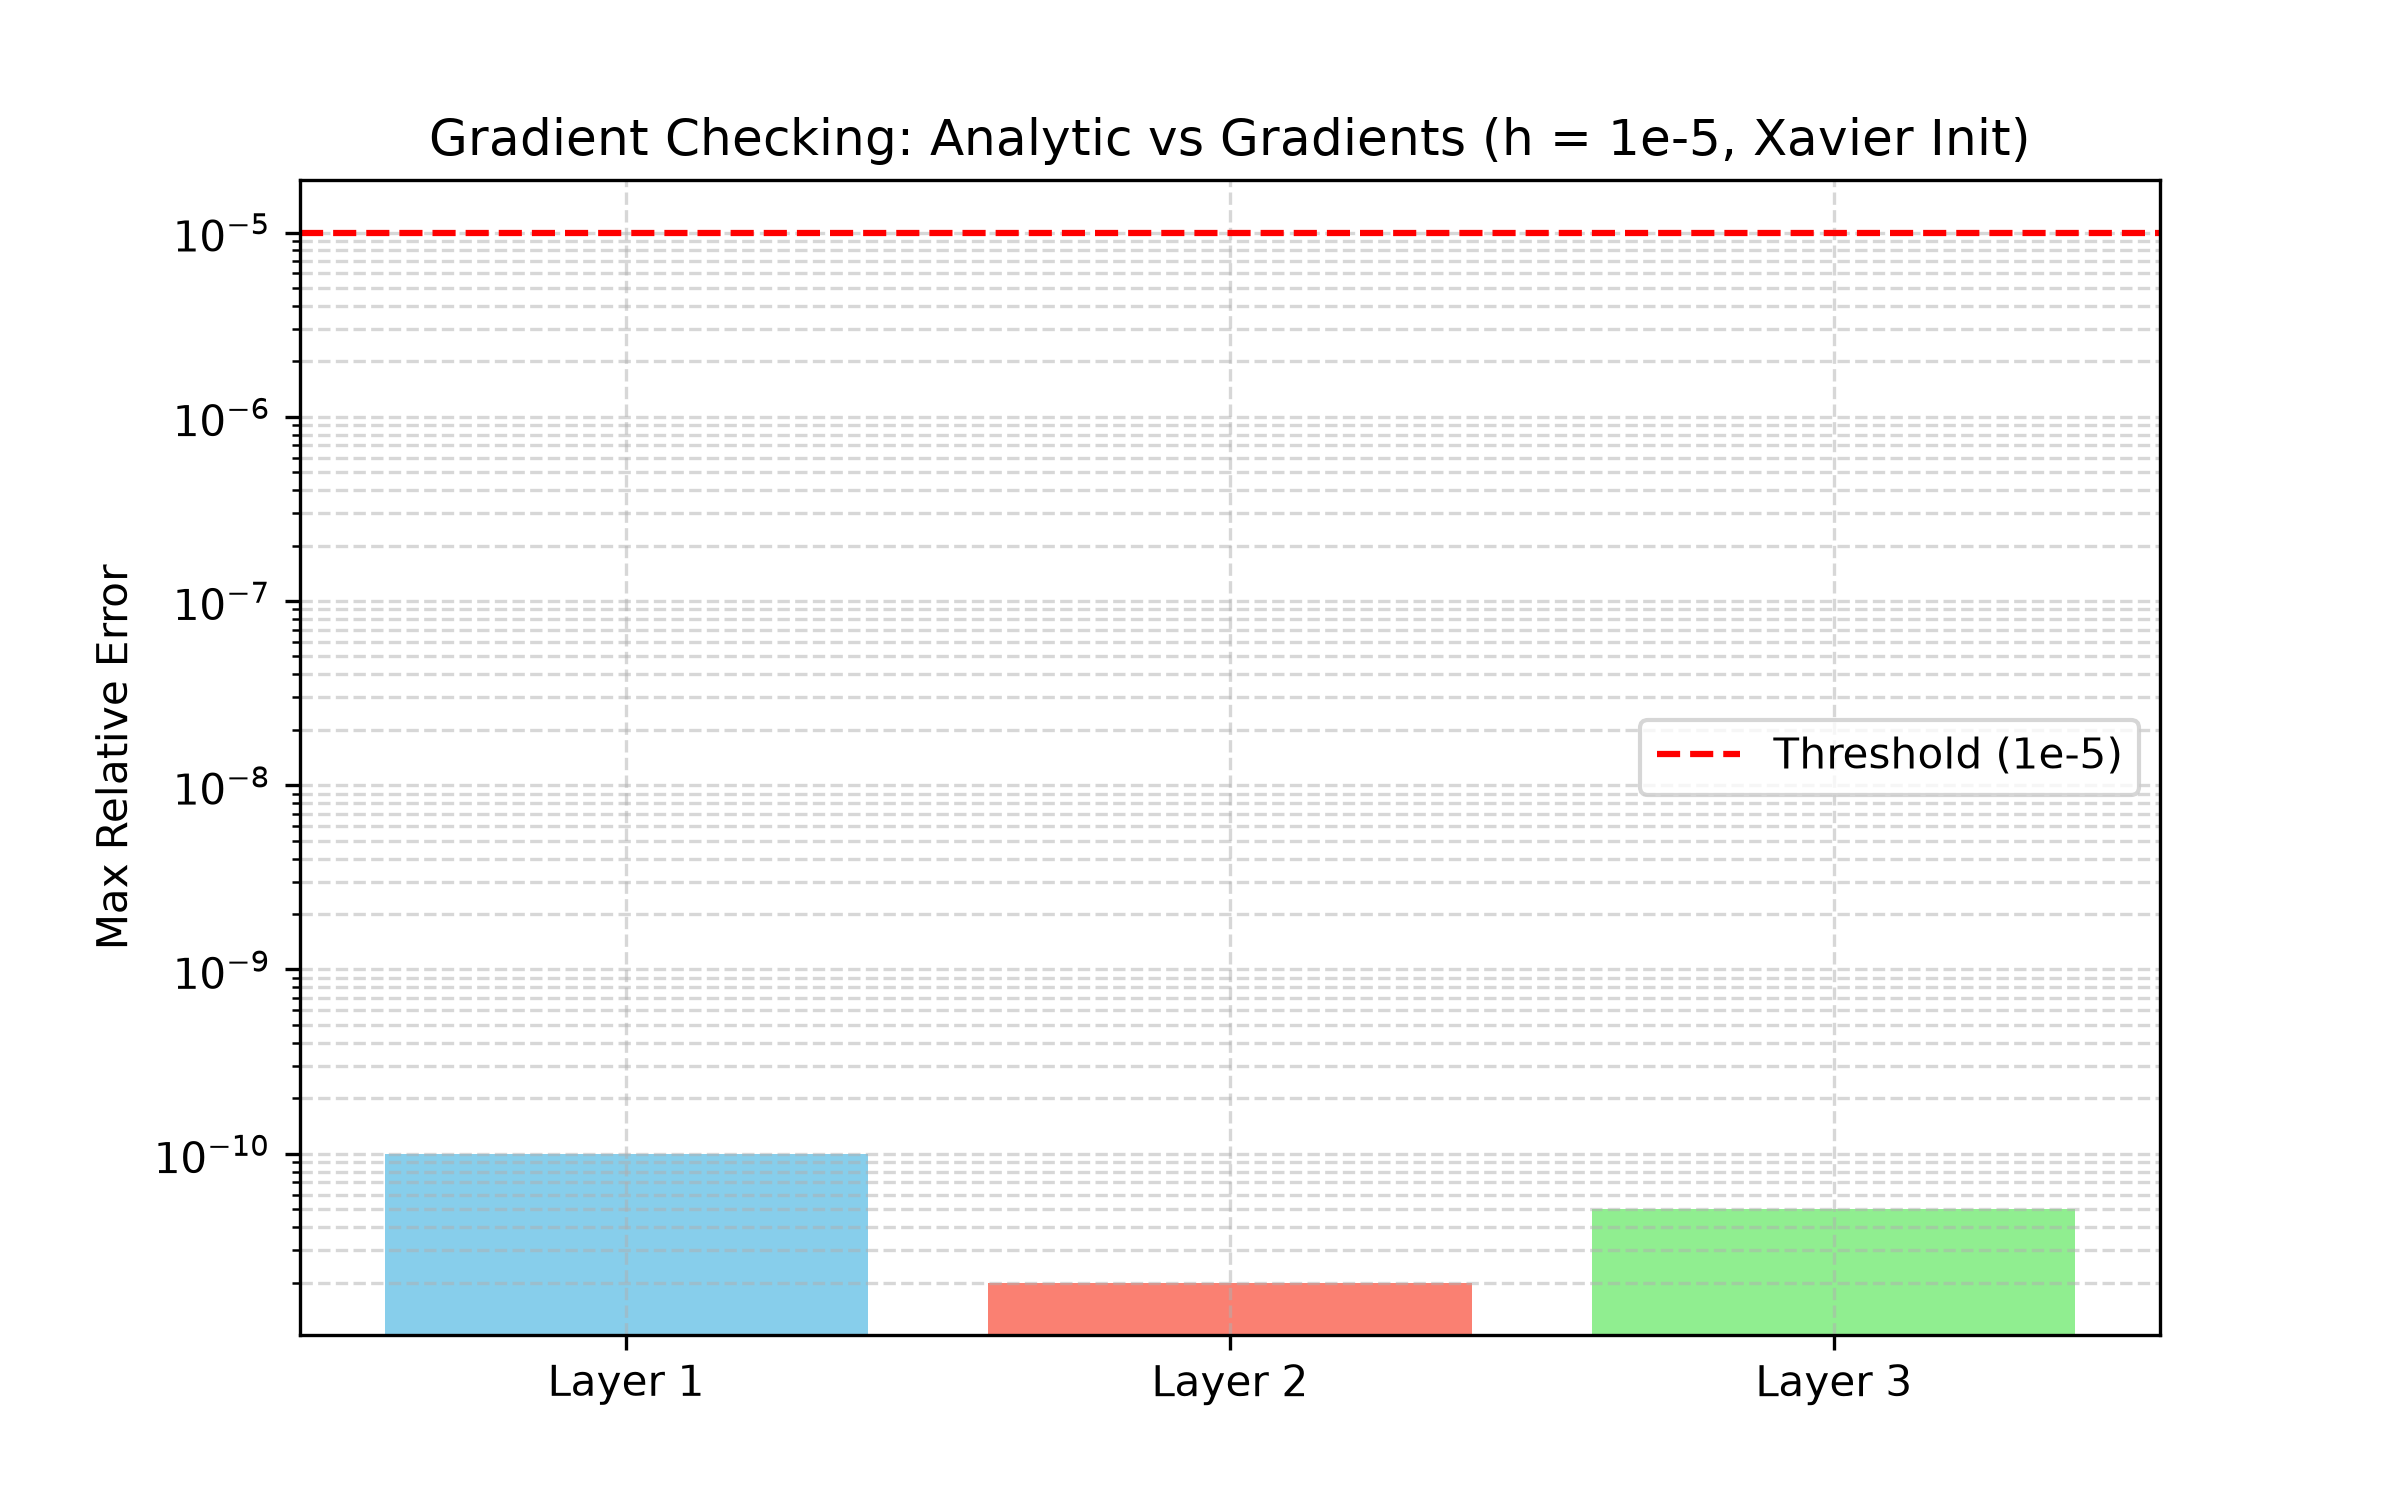 Gradient Checking: Analytic vs Gradients (h = 1e-5, Xavier Init)
Max Relative Error
10⁻⁵
10⁻⁶
10⁻⁷
10⁻⁸
10⁻⁹
10⁻¹⁰
Threshold (1e-5)
Layer 1
Layer 2
Layer 3